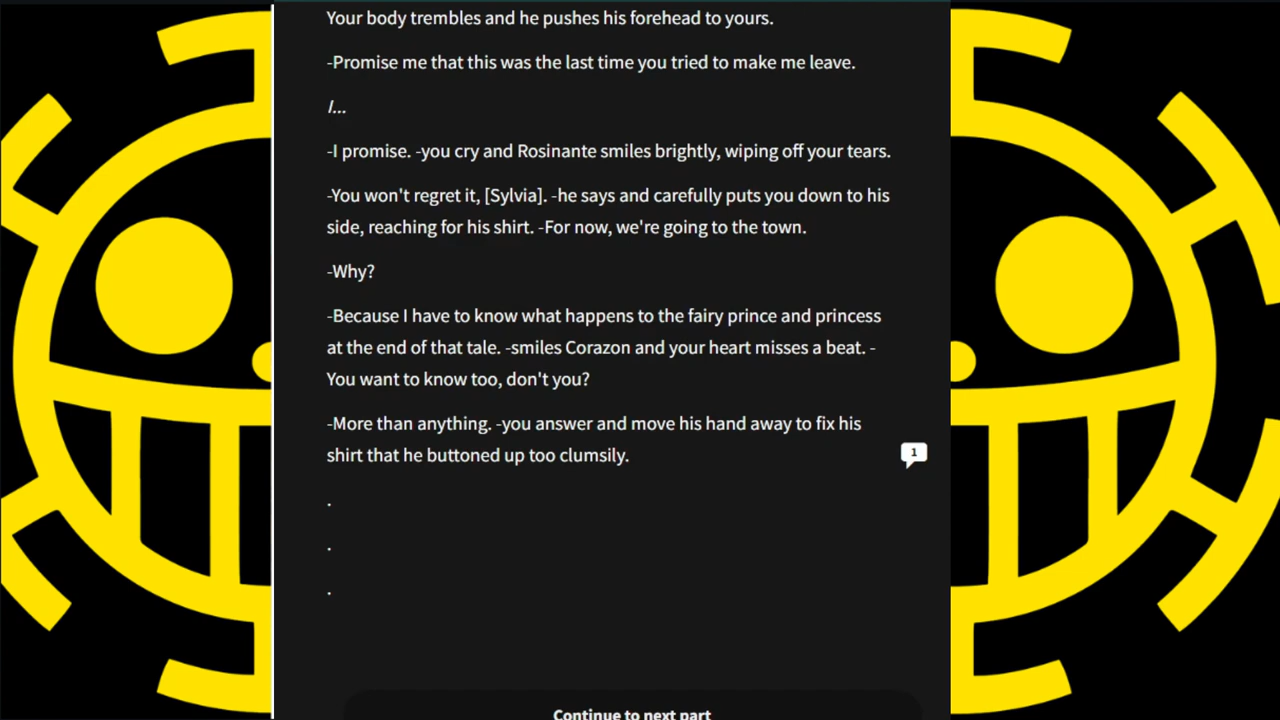 Your body trembles and he pushes his forehead to yours.
-Promise me that this was the last time you tried to make me leave.
I...
-I promise. -you cry and Rosinante smiles brightly, wiping off your tears.
-You won't regret it, [Sylvia]. -he says and carefully puts you down to his
side, reaching for his shirt. -For now, we're going to the town.
-Why?
-Because I have to know what happens to the fairy prince and princess
at the end of that tale. -smiles Corazon and your heart misses a beat. -
You want to know too, don't you?
-More than anything. -you answer and move his hand away to fix his
shirt that he buttoned up too clumsily.
1
.
.
.
Continue to next part